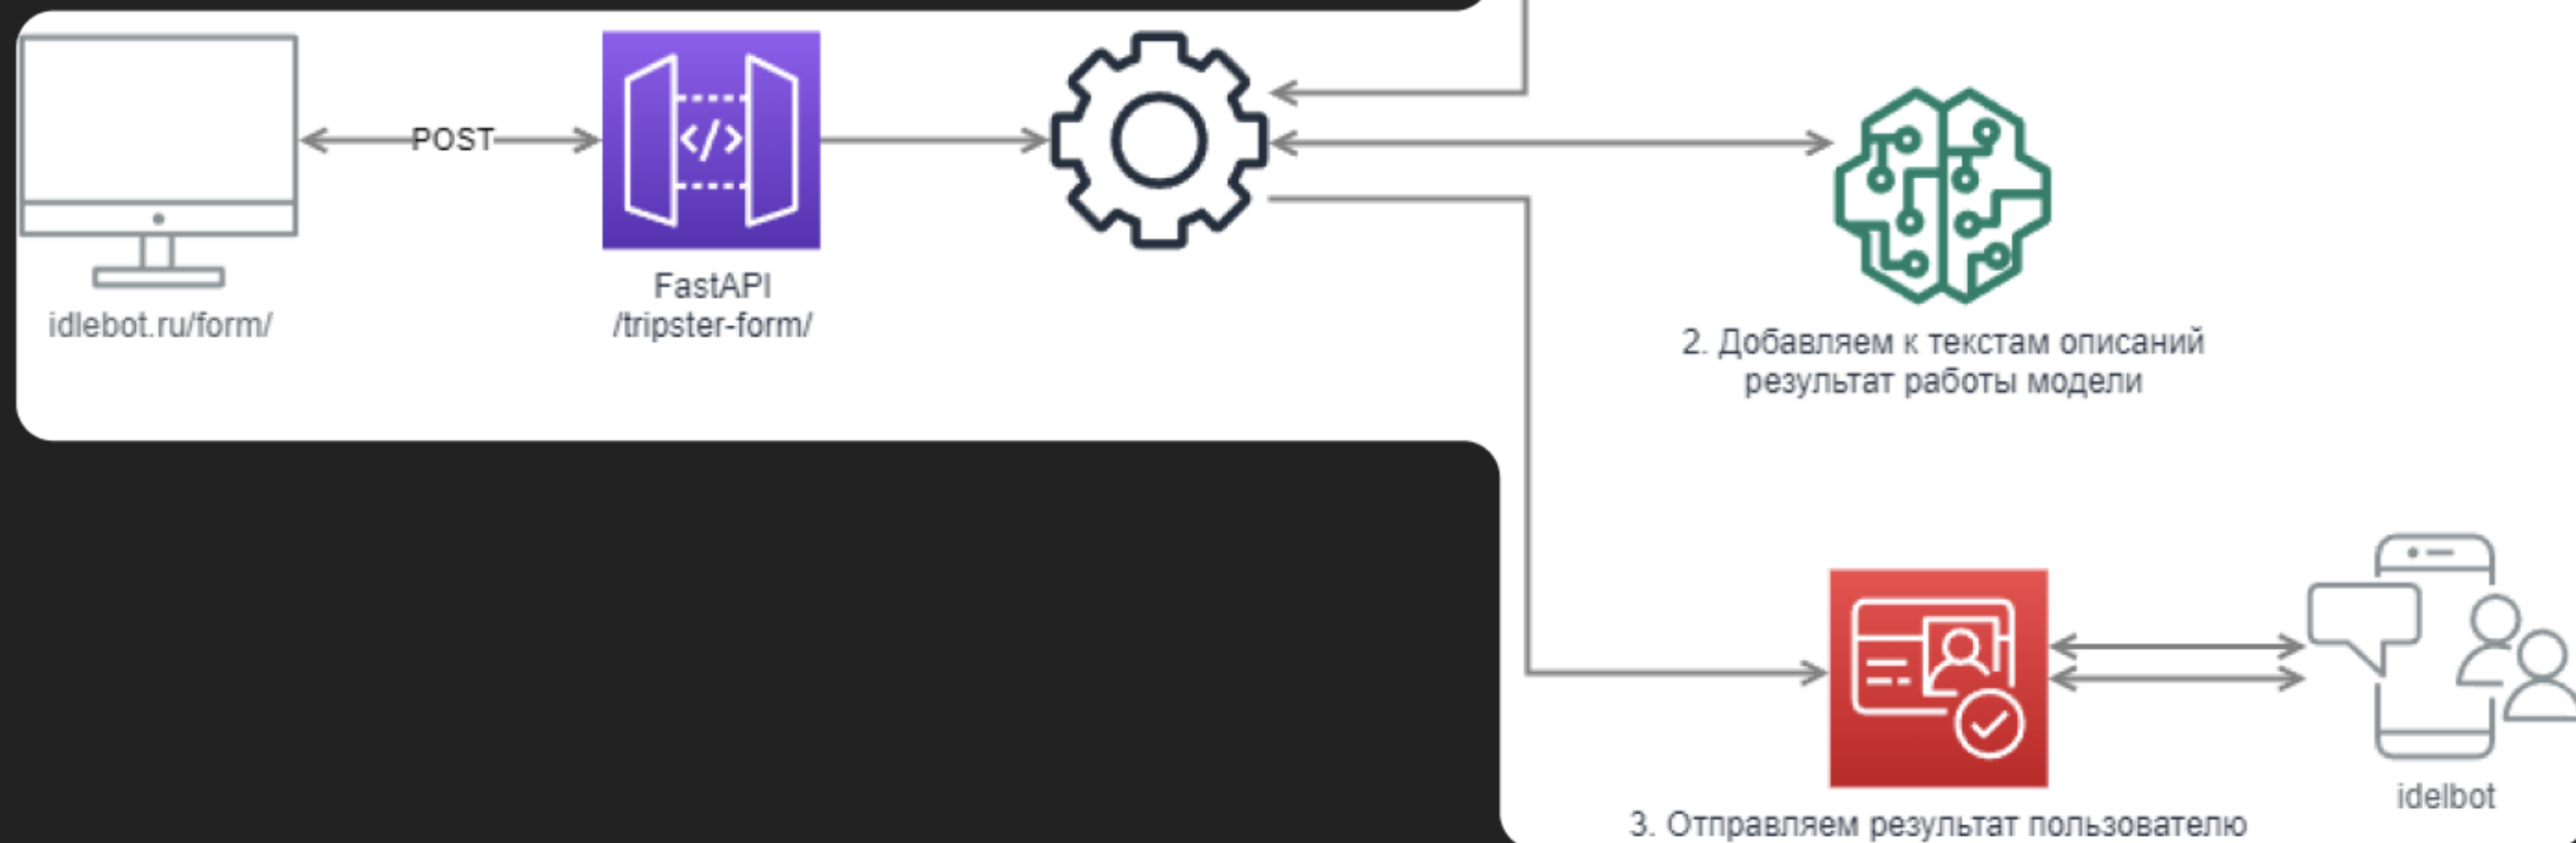 POST
FastAPI
/tripster-form/
idlebot.ru/form/
2. Добавляем к текстам описаний
результат работы модели
idelbot
3. Отправляем результат пользователю